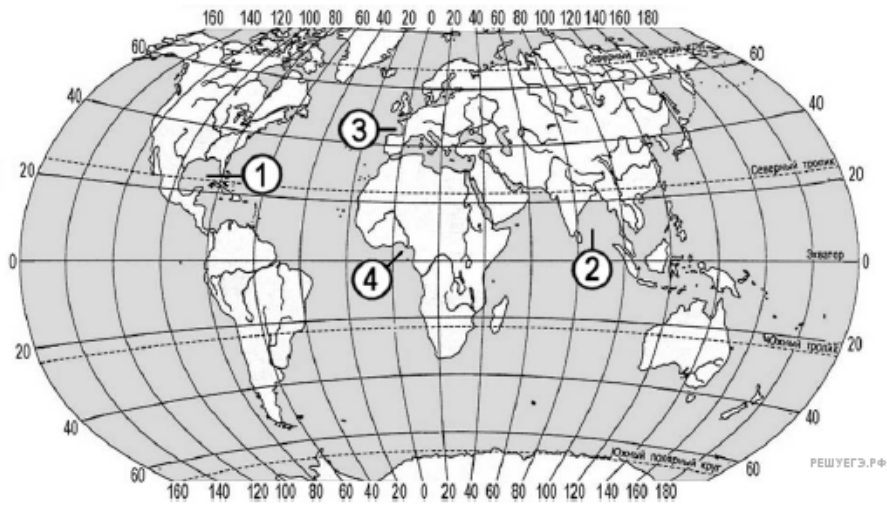 160 140 120 100 80 60 40 20 0 20 40 60 80 100 120 140 160 180
60 Северный полярный круг 60
40 40
3
20 1 Северный тропик 20
0 4 2 Экватор 0
20 Южный тропик 20
40 40
60 Южный полярный круг 60
РЕШУЕГЭ.РФ
160 140 120 100 80 60 40 20 0 20 40 60 80 100 120 140 160 180